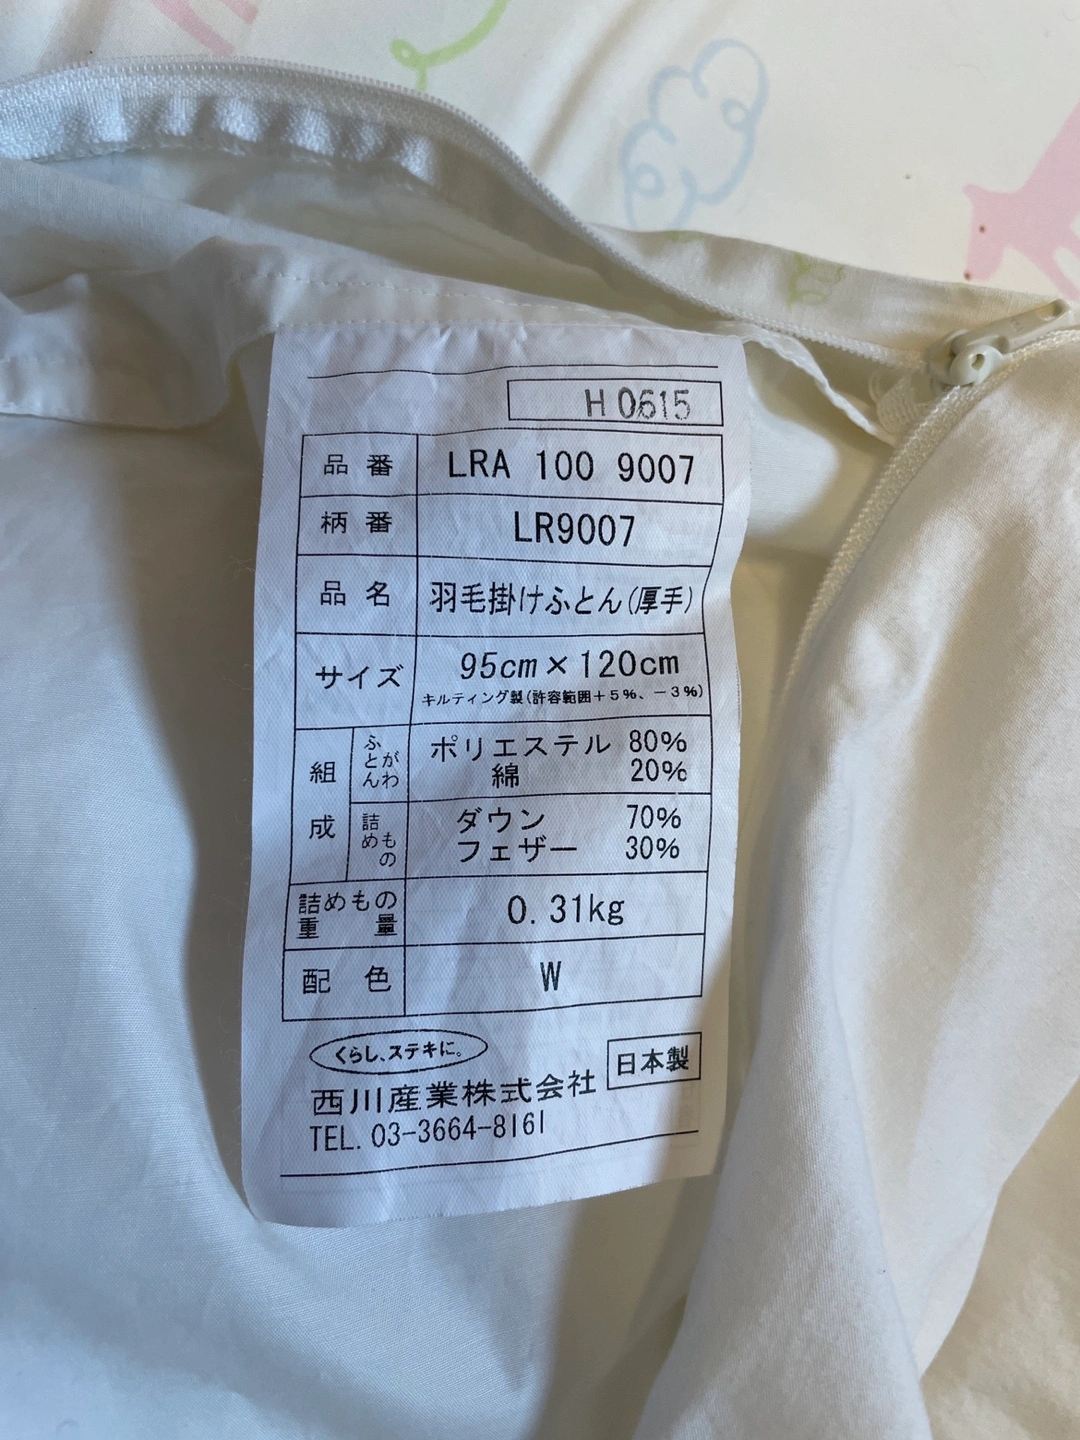 H 0615
品番 LRA 100 9007
柄番 LR9007
品名 羽毛掛けふとん(厚手)
サイズ 95cm×120cm
キルティング製(許容範囲+5%、-3%)
組成 ふとんがわ ポリエステル 80%
綿 20%
詰めもの ダウン 70%
フェザー 30%
詰めもの重量 0.31kg
配色 W
くらし、ステキに。
日本製
西川産業株式会社
TEL. 03-3664-8161